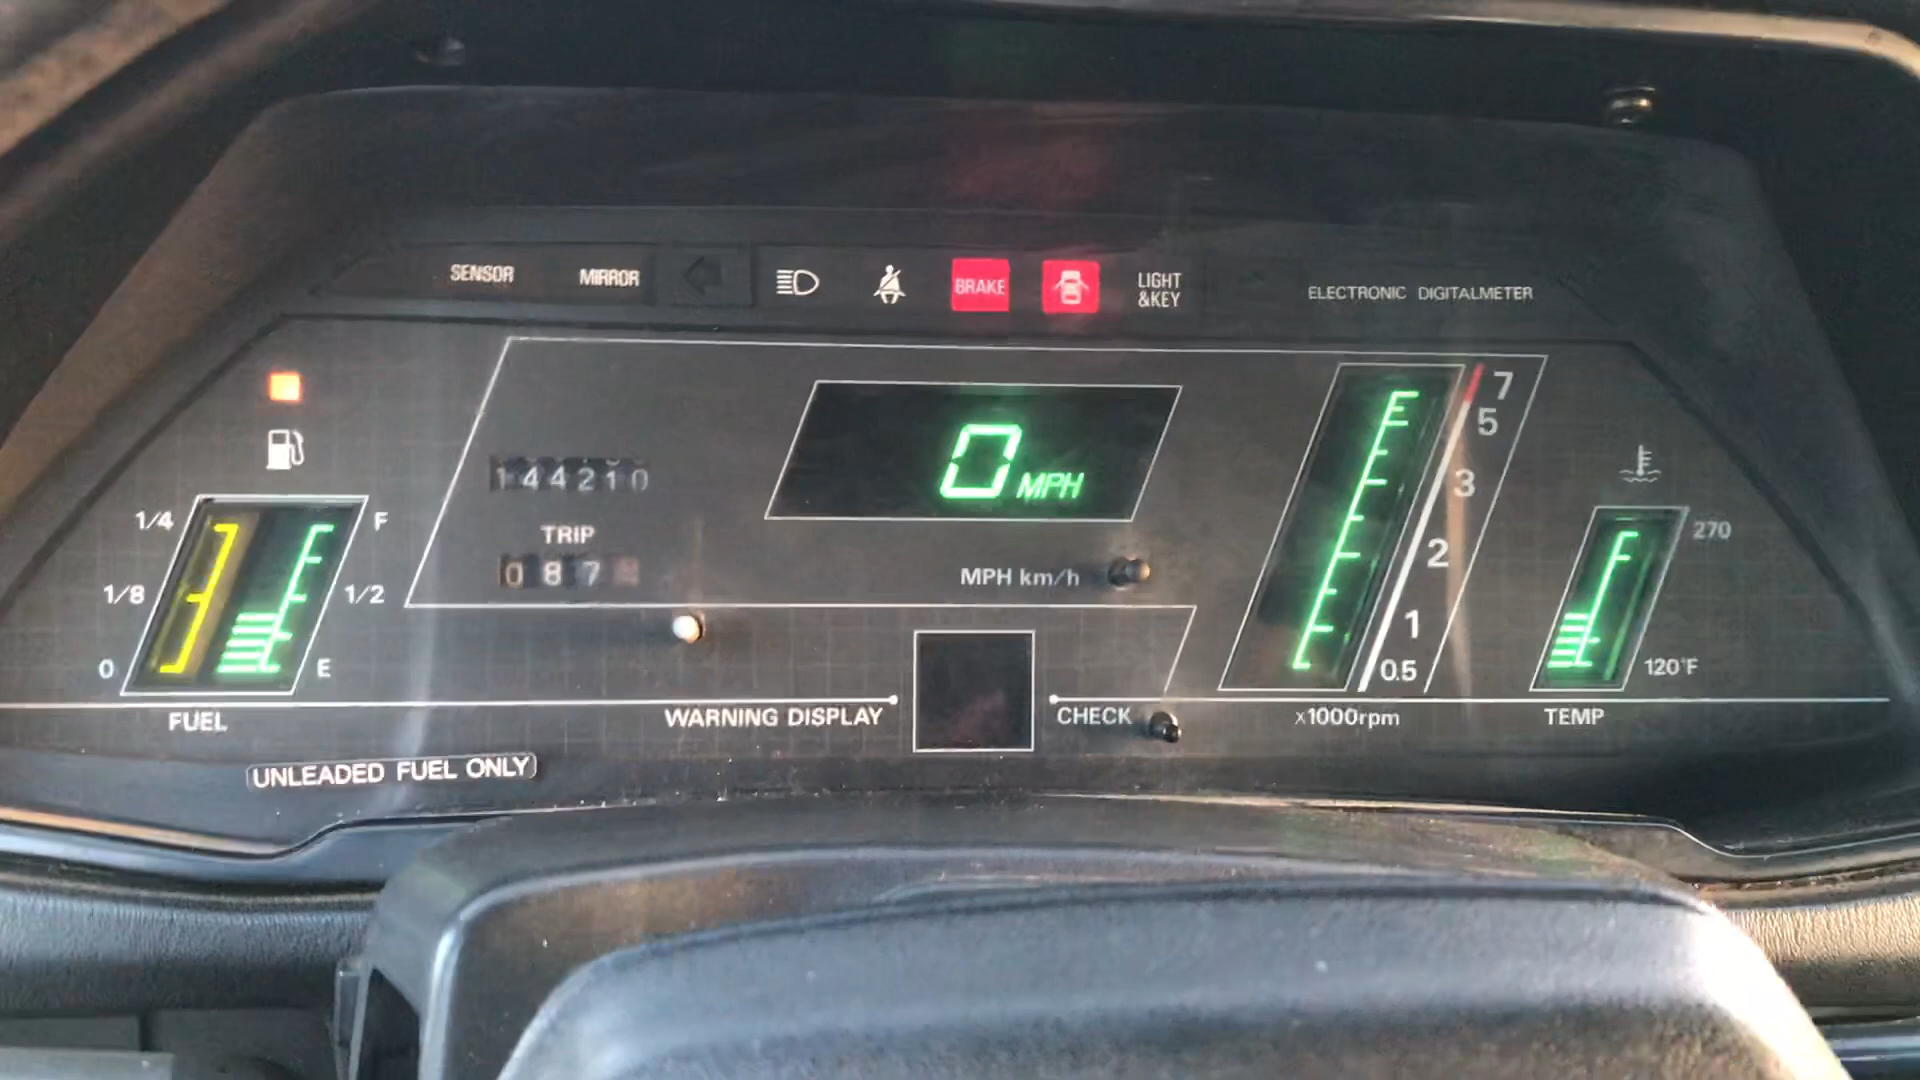 SENSOR MIRROR BRAKE LIGHT &KEY ELECTRONIC DIGITALMETER
1/4 F
1/8 1/2
0 E
FUEL
UNLEADED FUEL ONLY
144210
TRIP
087
0 MPH
MPH km/h
WARNING DISPLAY
CHECK
7
5
3
2
1
0.5
x1000rpm
270
120°F
TEMP